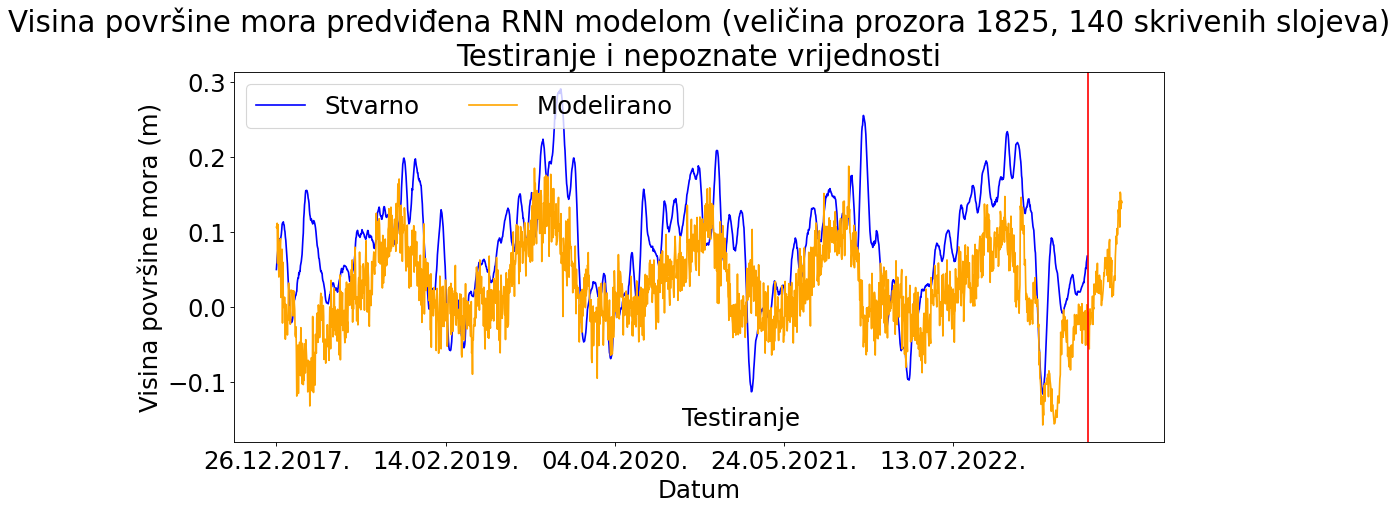 Visina površine mora predviđena RNN modelom (veličina prozora 1825, 140 skrivenih slojeva)
Testiranje i nepoznate vrijednosti
Stvarno Modelirano
Visina površine mora (m)
0.3
0.2
0.1
0.0
−0.1
Testiranje
26.12.2017. 14.02.2019. 04.04.2020. 24.05.2021. 13.07.2022.
Datum